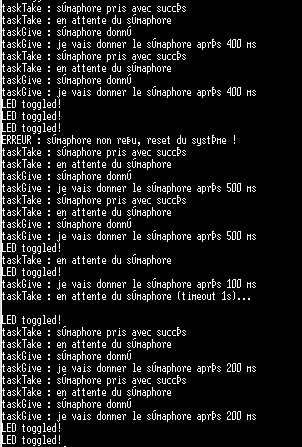 taskTake : sÚmaphore pris avec succÞs
taskTake : en attente du sÚmaphore
taskGive : sÚmaphore donnÚ
taskGive : je vais donner le sÚmaphore aprÞs 400 ms
taskTake : sÚmaphore pris avec succÞs
taskTake : en attente du sÚmaphore
taskGive : sÚmaphore donnÚ
taskGive : je vais donner le sÚmaphore aprÞs 400 ms
LED toggled!
LED toggled!
LED toggled!
ERREUR : sÚmaphore non reþu, reset du systÞme !
taskTake : sÚmaphore pris avec succÞs
taskTake : en attente du sÚmaphore
taskGive : sÚmaphore donnÚ
taskGive : je vais donner le sÚmaphore aprÞs 500 ms
taskTake : sÚmaphore pris avec succÞs
taskTake : en attente du sÚmaphore
taskGive : sÚmaphore donnÚ
taskGive : je vais donner le sÚmaphore aprÞs 500 ms
LED toggled!
taskTake : en attente du sÚmaphore
LED toggled!
taskGive : je vais donner le sÚmaphore aprÞs 100 ms
taskTake : en attente du sÚmaphore (timeout 1s)...
LED toggled!
taskGive : sÚmaphore donnÚ
taskTake : sÚmaphore pris avec succÞs
taskTake : en attente du sÚmaphore
taskGive : je vais donner le sÚmaphore aprÞs 200 ms
taskTake : sÚmaphore pris avec succÞs
taskTake : en attente du sÚmaphore
taskGive : sÚmaphore donnÚ
taskGive : je vais donner le sÚmaphore aprÞs 200 ms
LED toggled!
LED toggled!